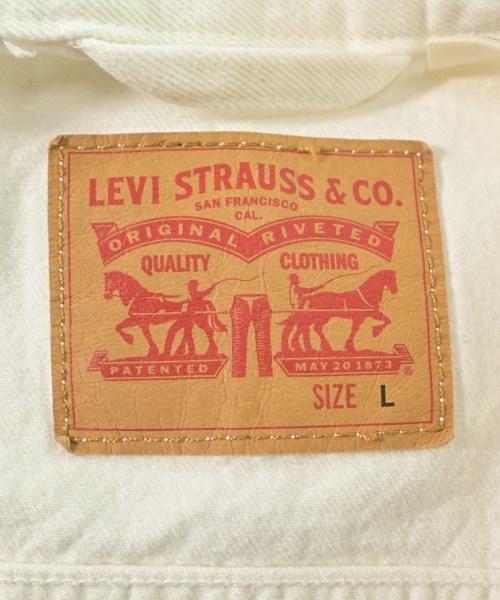 LEVI STRAUSS & CO.
SAN FRANCISCO
CAL.
ORIGINAL RIVETED
QUALITY CLOTHING
PATENTED MAY 20 1873
®
SIZE L